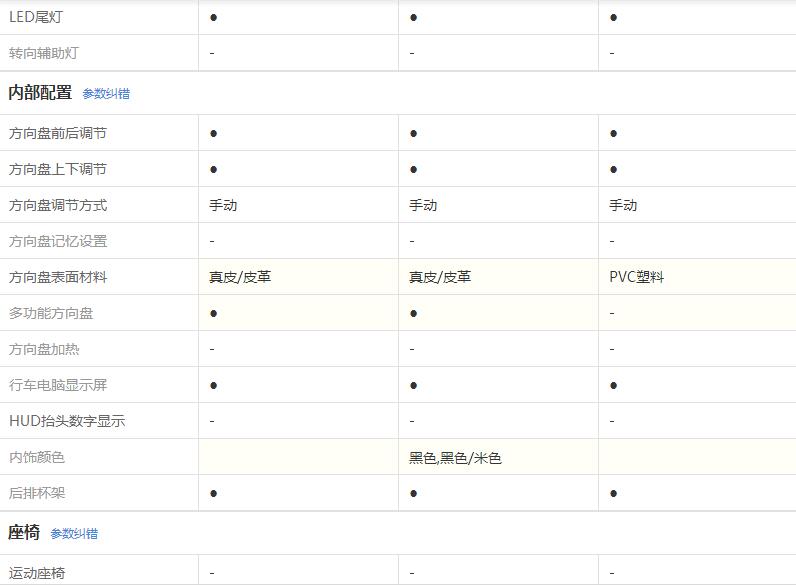 LED尾灯 ● ● ●
转向辅助灯 - - -
内部配置 参数纠错
方向盘前后调节 ● ● ●
方向盘上下调节 ● ● ●
方向盘调节方式 手动 手动 手动
方向盘记忆设置 - - -
方向盘表面材料 真皮/皮革 真皮/皮革 PVC塑料
多功能方向盘 ● ● -
方向盘加热 - - -
行车电脑显示屏 ● ● ●
HUD抬头数字显示 - - -
内饰颜色 黑色,黑色/米色
后排杯架 ● ● ●
座椅 参数纠错
运动座椅 - - -